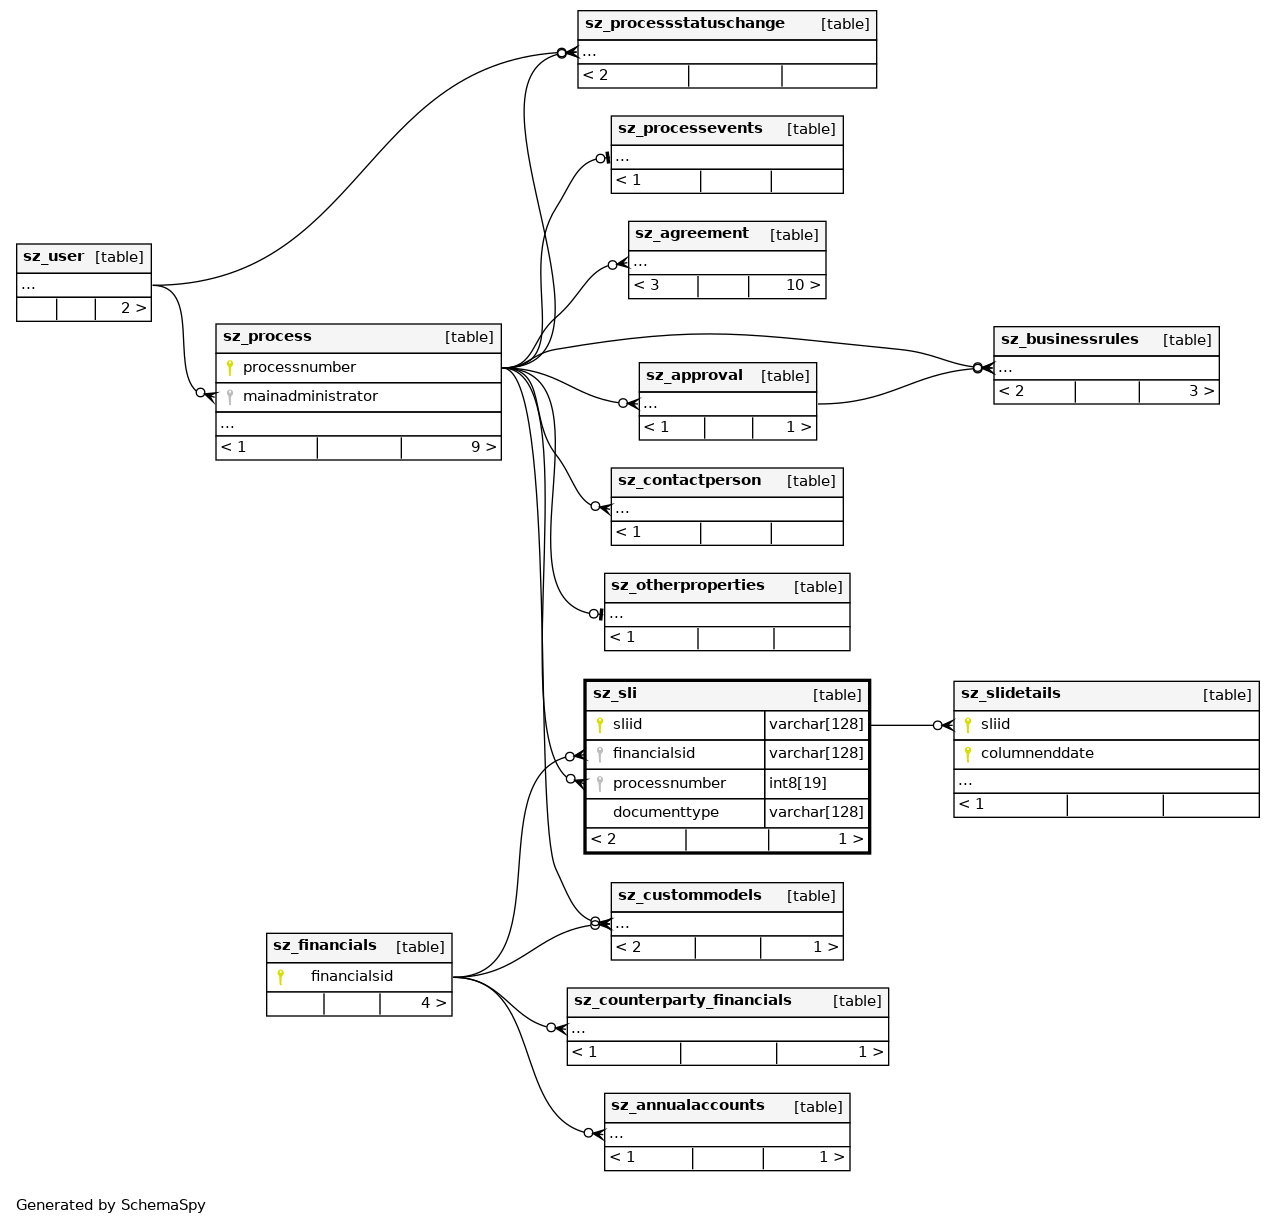 sz_processstatuschange [table]
...
< 2
sz_processevents [table]
...
< 1
sz_agreement [table]
...
< 3 10 >
sz_user [table]
...
2 >
sz_process [table]
processnumber
mainadministrator
...
< 1 9 >
sz_businessrules [table]
...
< 2 3 >
sz_approval [table]
...
< 1 1 >
sz_contactperson [table]
...
< 1
sz_otherproperties [table]
...
< 1
sz_sli [table]
sliid varchar[128]
financialsid varchar[128]
processnumber int8[19]
documenttype varchar[128]
< 2 1 >
sz_slidetails [table]
sliid
columnenddate
...
< 1
sz_custommodels [table]
...
< 2 1 >
sz_financials [table]
financialsid
4 >
sz_counterparty_financials [table]
...
< 1 1 >
sz_annualaccounts [table]
...
< 1 1 >
Generated by SchemaSpy